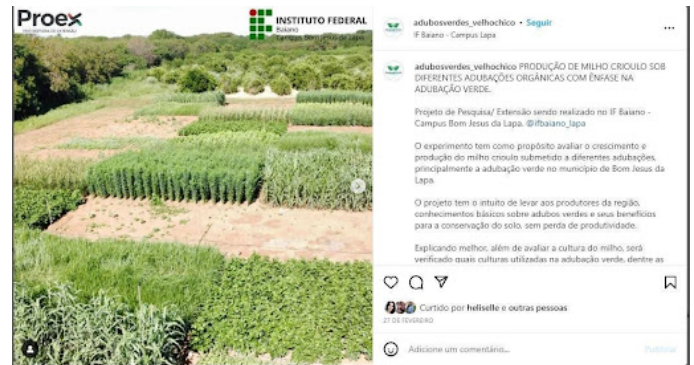 Proex
INSTITUTO FEDERAL
Baiano
Campus Bom Jesus da Lapa
adubosverdes_velhochico • Seguir
IF Baiano - Campus Lapa
adubosverdes_velhochico PRODUÇÃO DE MILHO CRIOULO SOB
DIFERENTES ADUBAÇÕES ORGÂNICAS COM ÊNFASE NA
ADUBAÇÃO VERDE.
Projeto de Pesquisa/ Extensão sendo realizado no IF Baiano -
Campus Bom Jesus da Lapa. @ifbaiano_lapa
O experimento tem como propósito avaliar o crescimento e
produção do milho crioulo submetido a diferentes adubações,
principalmente a adubação verde no município de Bom Jesus da
Lapa.
O projeto tem o intuito de levar aos produtores da região,
conhecimentos básicos sobre adubos verdes e seus benefícios
para a conservação do solo, sem perda de produtividade.
Explicando melhor, além de avaliar a cultura do milho, será
verificado quais culturas utilizadas na adubação verde, dentre as
Curtido por heliselle e outras pessoas
27 DE FEVEREIRO
Adicione um comentário...
Publicar